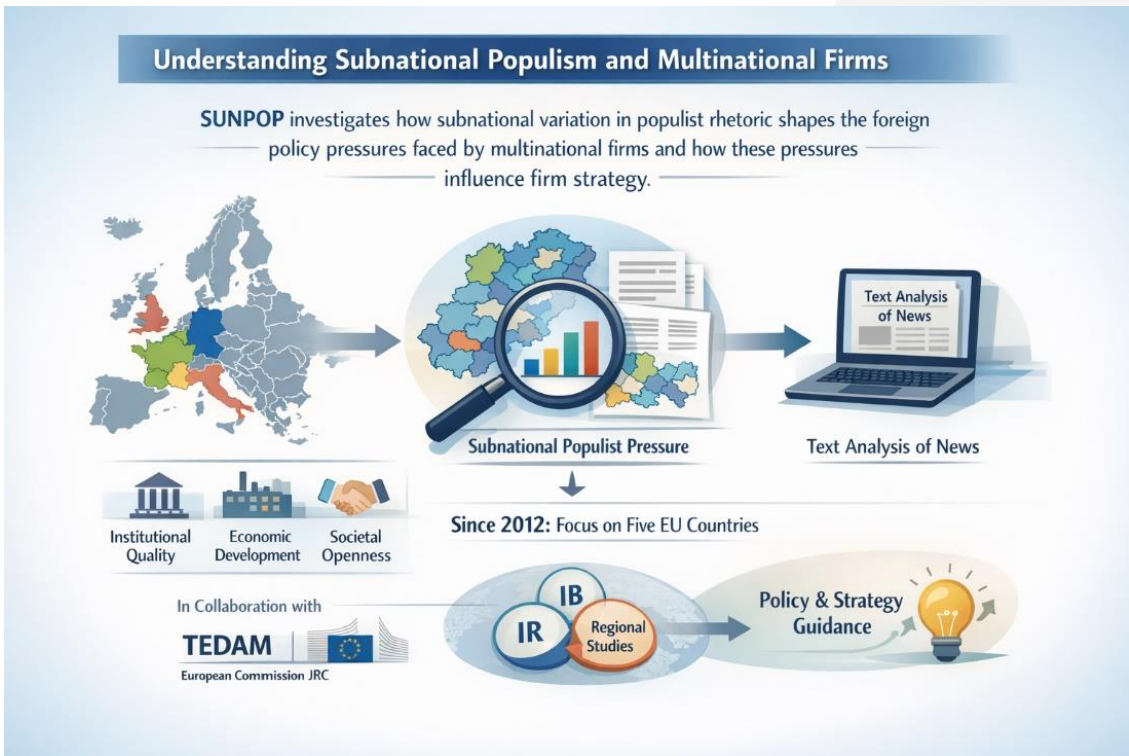 Understanding Subnational Populism and Multinational Firms
SUNPOP investigates how subnational variation in populist rhetoric shapes the foreign
policy pressures faced by multinational firms and how these pressures
influence firm strategy.
Text Analysis
of News
Subnational Populist Pressure
Text Analysis of News
Institutional
Quality
Economic
Development
Societal
Openness
Since 2012: Focus on Five EU Countries
In Collaboration with
TEDAM
European Commission JRC
IB
IR
Regional
Studies
Policy & Strategy
Guidance